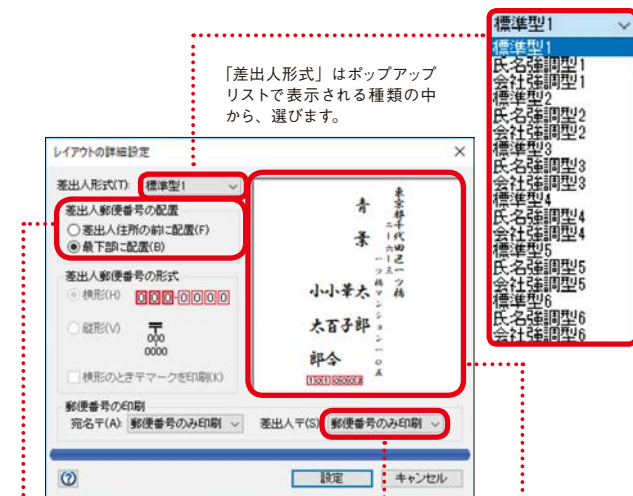 標準型1
標準型1
氏名強調型1
会社強調型1
標準型2
氏名強調型2
会社強調型2
標準型3
氏名強調型3
会社強調型3
標準型4
氏名強調型4
会社強調型4
標準型5
氏名強調型5
会社強調型5
標準型6
氏名強調型6
会社強調型6
「差出人形式」はポップアップ
リストで表示される種類の中
から、選びます。
レイアウトの詳細設定
差出人形式(T): 標準型1
差出人郵便番号の配置
差出人住所の前に配置(F)
最下部に配置(B)
差出人郵便番号の形式
横形(H) 000-0000
縦形(V) 〒
000
0000
横形のとき〒マークを印刷(K)
東京都千代田区一ツ橋
二ー六ー五
一ツ橋マンション一〇五
青葉
太郎
華子
小百合
小太郎
郵便番号の印刷
宛名〒(A): 郵便番号のみ印刷
差出人〒(S): 郵便番号のみ印刷
設定
キャンセル